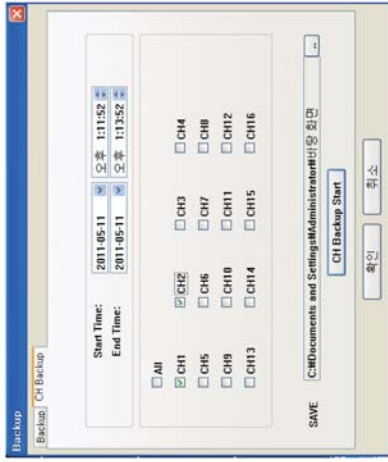 Backup
Backup CH Backup
Start Time: 2011-05-11 오후 1:11:52
End Time: 2011-05-11 오후 1:13:52
All
CH1 CH2 CH3 CH4
CH5 CH6 CH7 CH8
CH9 CH10 CH11 CH12
CH13 CH14 CH15 CH16
SAVE C:₩Documents and Settings₩Administrator₩바탕 화면 ..
CH Backup Start
확인 취소